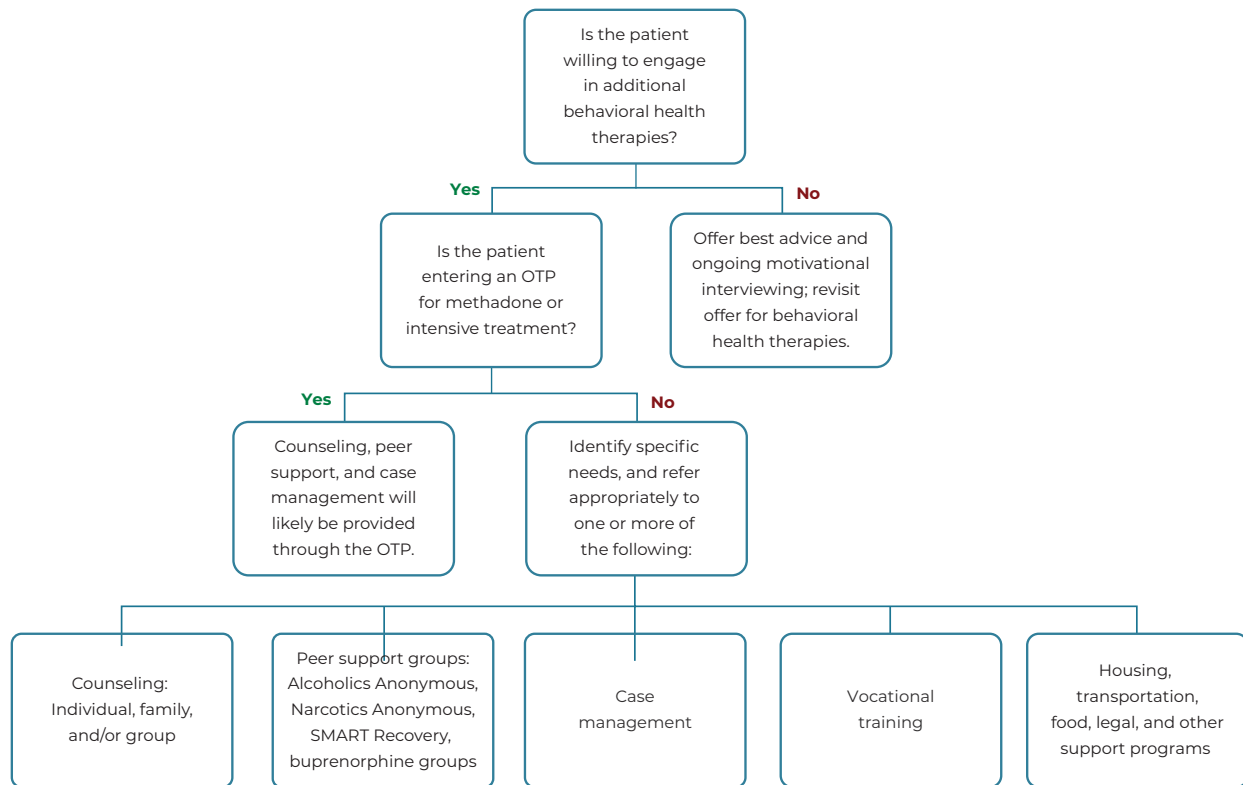 Is the patient
willing to engage
in additional
behavioral health
therapies?
Yes
No
Is the patient
entering an OTP
for methadone or
intensive treatment?
Offer best advice and
ongoing motivational
interviewing; revisit
offer for behavioral
health therapies.
Yes
No
Counseling, peer
support, and case
management will
likely be provided
through the OTP.
Identify specific
needs, and refer
appropriately to
one or more of
the following:
Counseling:
Individual, family,
and/or group
Peer support groups:
Alcoholics Anonymous,
Narcotics Anonymous,
SMART Recovery,
buprenorphine groups
Case
management
Vocational
training
Housing,
transportation,
food, legal, and other
support programs